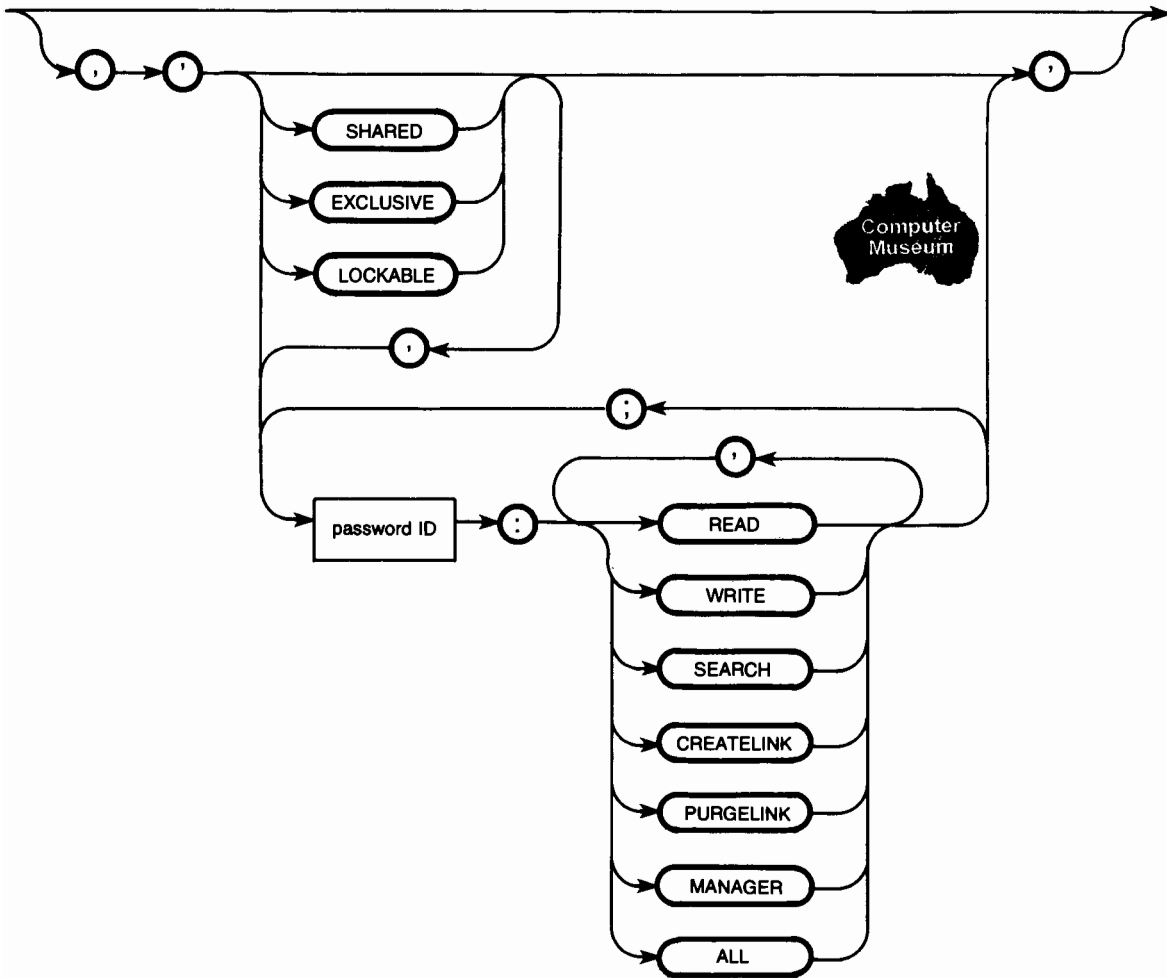 , ' '
SHARED
EXCLUSIVE
LOCKABLE
Computer
Museum
,
;
,
password ID :
READ
WRITE
SEARCH
CREATELINK
PURGELINK
MANAGER
ALL